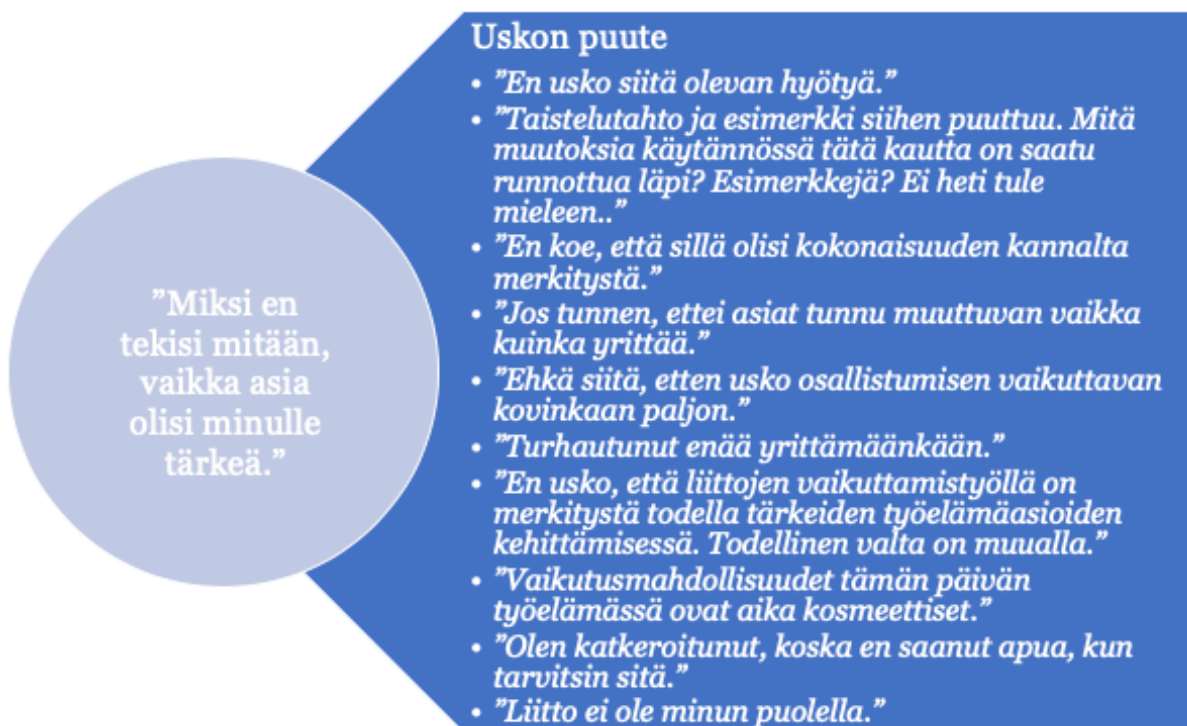 Uskon puute
• ”En usko siitä olevan hyötyä.”
• ”Taistelutahto ja esimerkki siihen puuttuu. Mitä
muutoksia käytännössä tätä kautta on saatu
runnottua läpi? Esimerkkejä? Ei heti tule
mieleen..”
• ”En koe, että sillä olisi kokonaisuuden kannalta
merkitystä.”
• ”Jos tunnen, ettei asiat tunnu muuttuvan vaikka
kuinka yrittää.”
• ”Ehkä siitä, etten usko osallistumisen vaikuttavan
kovinkaan paljon.”
• ”Turhautunut enää yrittämäänkään.”
• ”En usko, että liittojen vaikuttamistyöllä on
merkitystä todella tärkeiden työelämäasioiden
kehittämisessä. Todellinen valta on muualla.”
• ”Vaikutusmahdollisuudet tämän päivän
työelämässä ovat aika kosmeettiset.”
• ”Olen katkeroitunut, koska en saanut apua, kun
tarvitsin sitä.”
• ”Liitto ei ole minun puolella.”
”Miksi en
tekisi mitään,
vaikka asia
olisi minulle
tärkeä.”